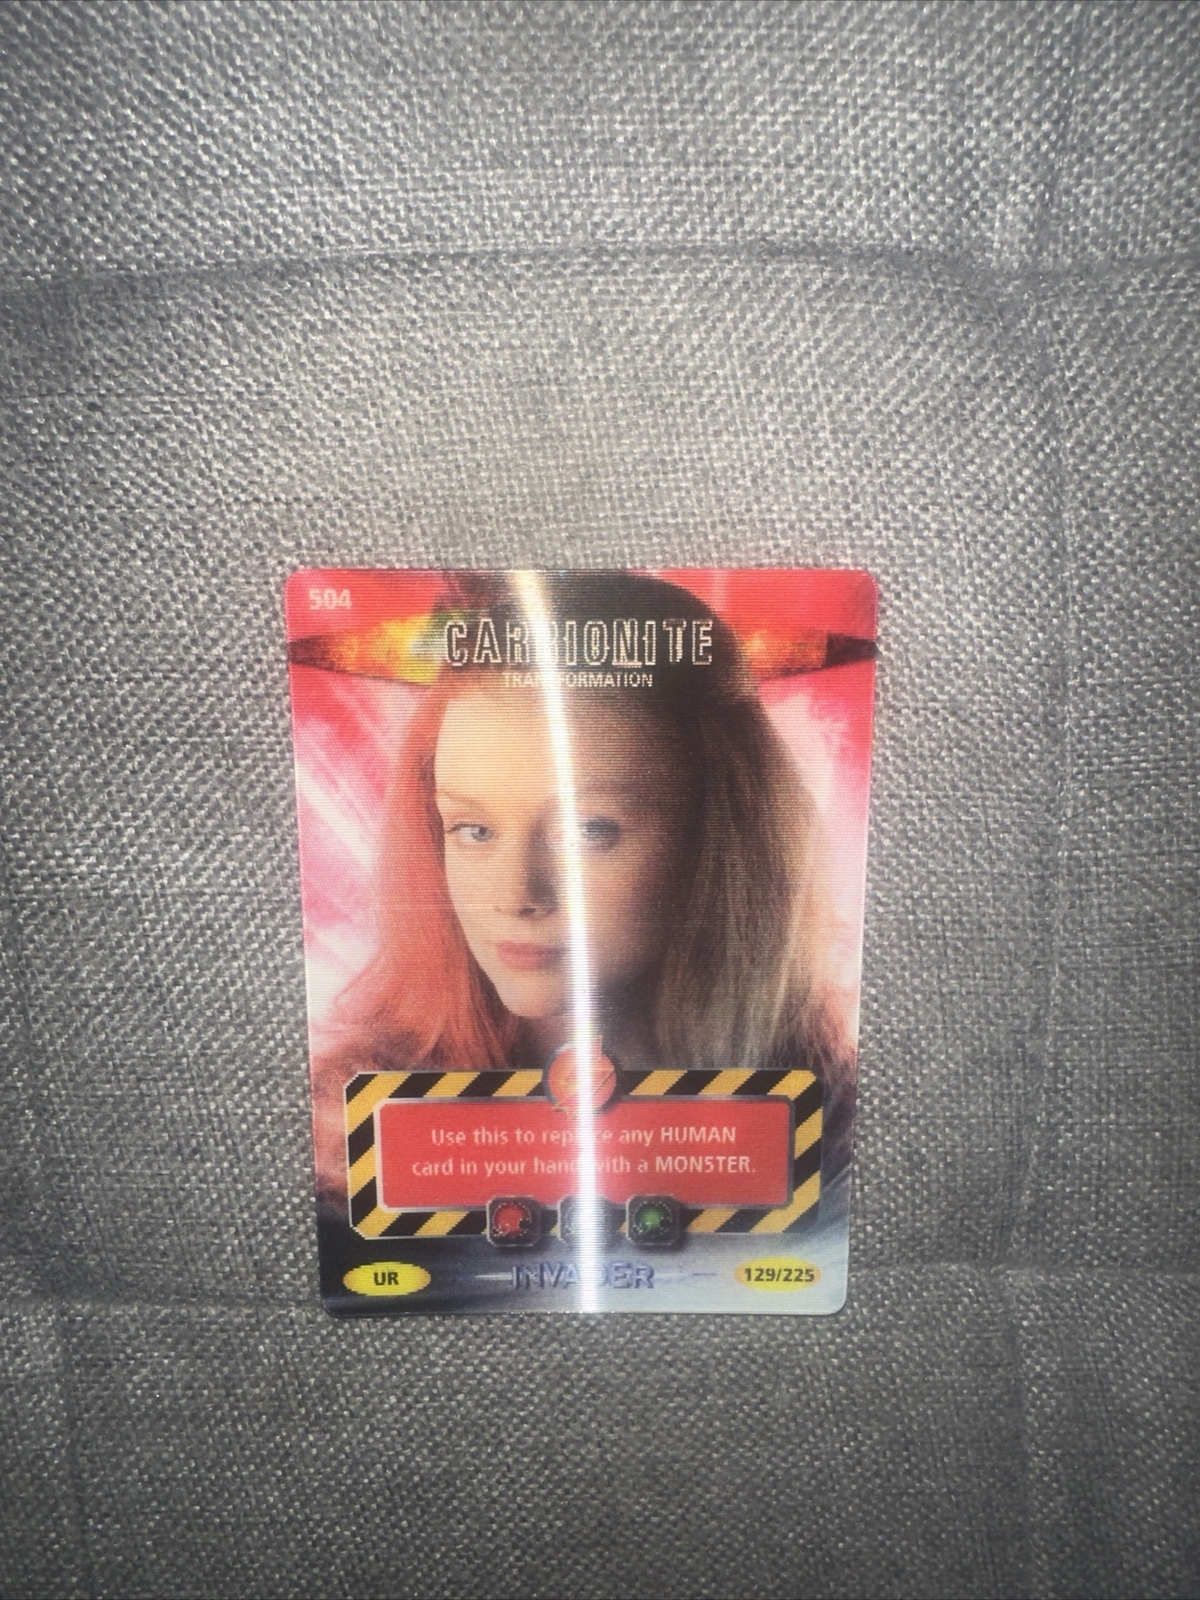 504
CARRIONITE
TRANSFORMATION
Use this to replace any HUMAN
card in your hand with a MONSTER.
UR
INVADER
129/225